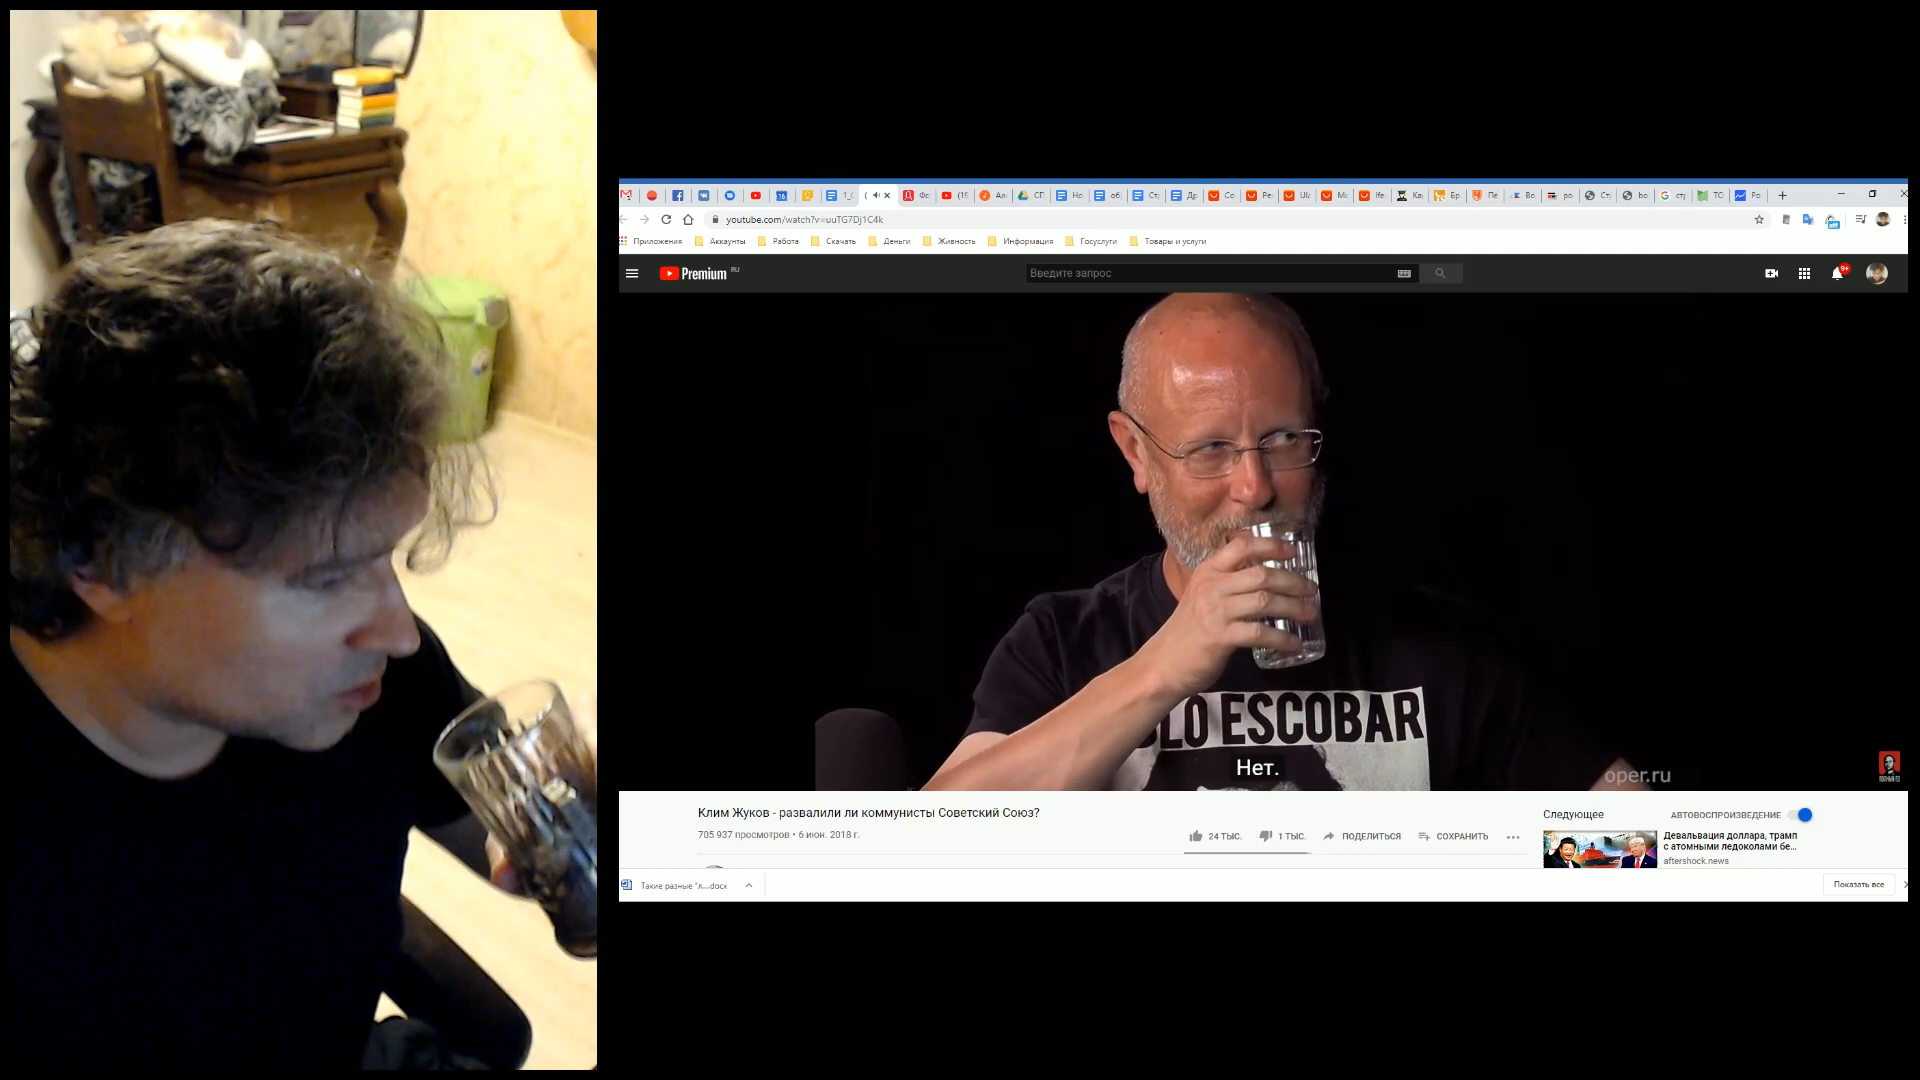 youtube.com/watch?v=uuTG7Dj1C4k
Приложения Аккаунты Работа Скачать Деньги Живность Информация Госуслуги Товары и услуги
Premium RU
Введите запрос
9+
LO ESCOBAR
Нет.
oper.ru
Клим Жуков - развалили ли коммунисты Советский Союз?
705 937 просмотров • 6 июн. 2018 г.
24 ТЫС. 1 ТЫС. ПОДЕЛИТЬСЯ СОХРАНИТЬ
Следующее АВТОВОСПРОИЗВЕДЕНИЕ
Девальвация доллара, трамп
с атомными ледоколами бе...
aftershock.news
Такие разные "л....docx
Показать все